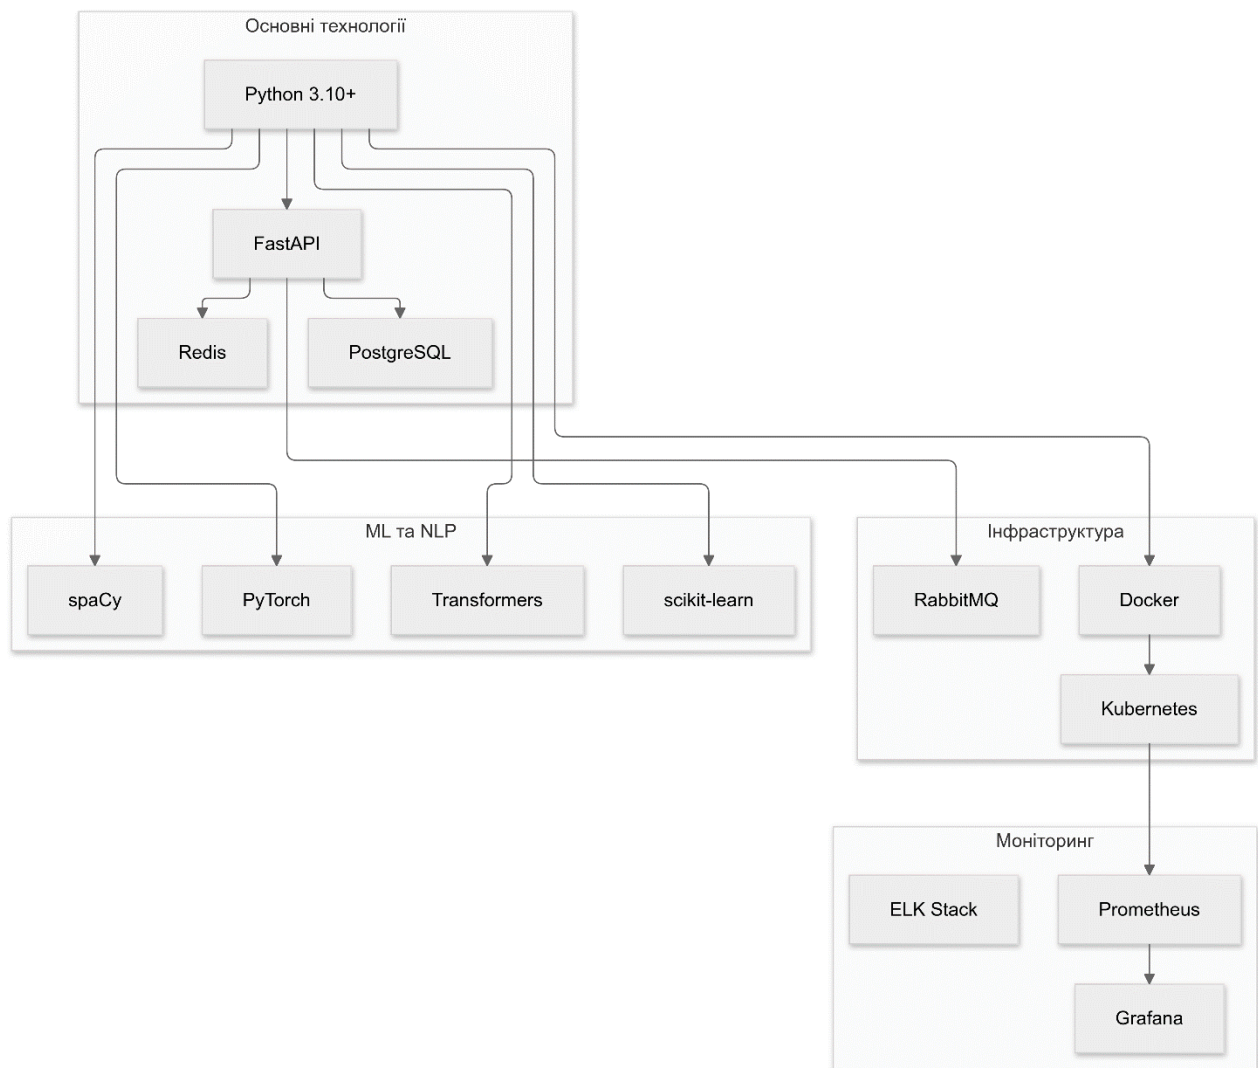 Основні технології
Python 3.10+
FastAPI
Redis
PostgreSQL
ML та NLP
spaCy
PyTorch
Transformers
scikit-learn
Інфраструктура
RabbitMQ
Docker
Kubernetes
Моніторинг
ELK Stack
Prometheus
Grafana